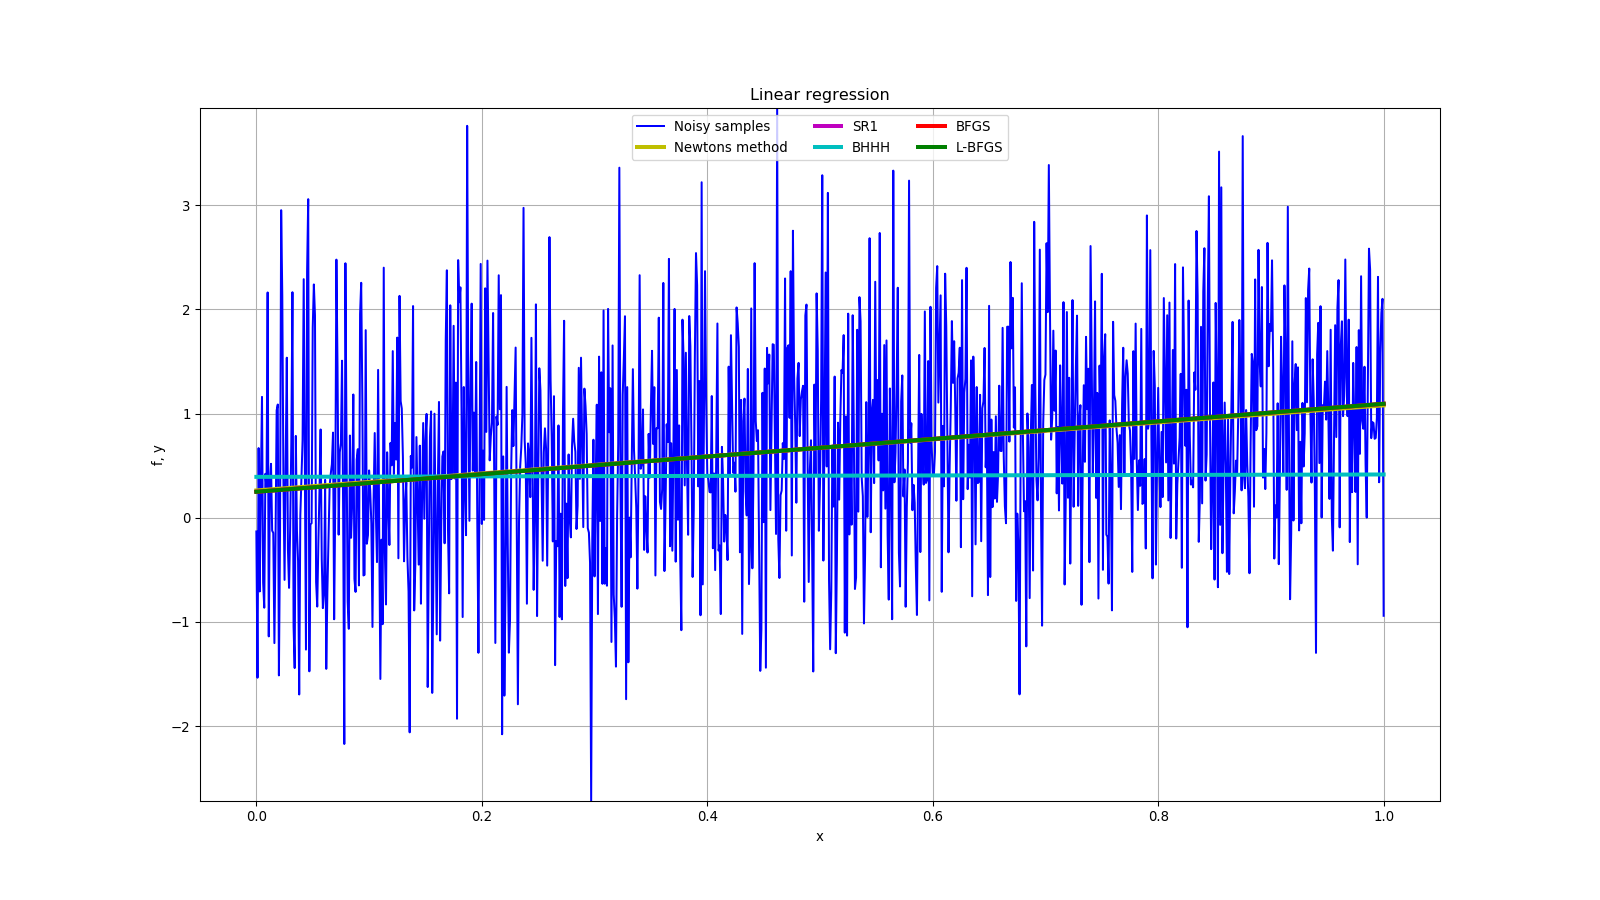 Linear regression
Noisy samples
Newtons method
SR1
BHHH
BFGS
L-BFGS
f, y
3
2
1
0
−1
−2
0.0
0.2
0.4
0.6
0.8
1.0
x